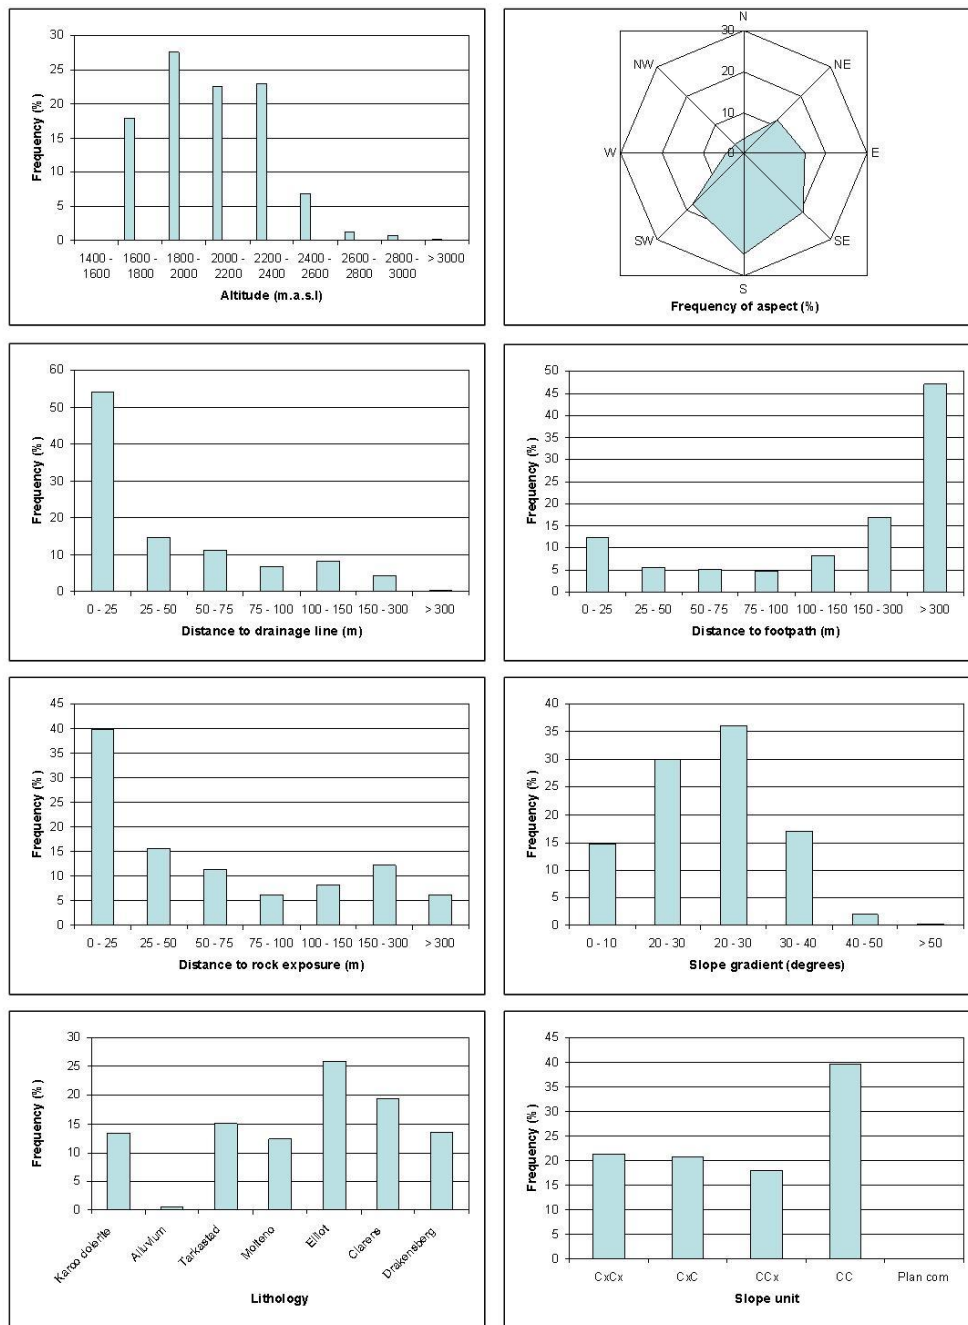 30
25
20
15
10
5
0
Frequency (%)
1400 - 1600
1600 - 1800
1800 - 2000
2000 - 2200
2200 - 2400
2400 - 2600
2600 - 2800
2800 - 3000
> 3000
Altitude (m.a.s.l)
N
NE
E
SE
S
SW
W
NW
30
20
10
0
Frequency of aspect (%)
60
50
40
30
20
10
0
Frequency (%)
0 - 25
25 - 50
50 - 75
75 - 100
100 - 150
150 - 300
> 300
Distance to drainage line (m)
50
45
40
35
30
25
20
15
10
5
0
Frequency (%)
0 - 25
25 - 50
50 - 75
75 - 100
100 - 150
150 - 300
> 300
Distance to footpath (m)
45
40
35
30
25
20
15
10
5
0
Frequency (%)
0 - 25
25 - 50
50 - 75
75 - 100
100 - 150
150 - 300
> 300
Distance to rock exposure (m)
40
35
30
25
20
15
10
5
0
Frequency (%)
0 - 10
20 - 30
20 - 30
30 - 40
40 - 50
> 50
Slope gradient (degrees)
30
25
20
15
10
5
0
Frequency (%)
Karoo dolerite
Alluvium
Tarkastad
Molteno
Elliot
Clarens
Drakensberg
Lithology
45
40
35
30
25
20
15
10
5
0
Frequency (%)
CxCx
CxC
CCx
CC
Plan com
Slope unit